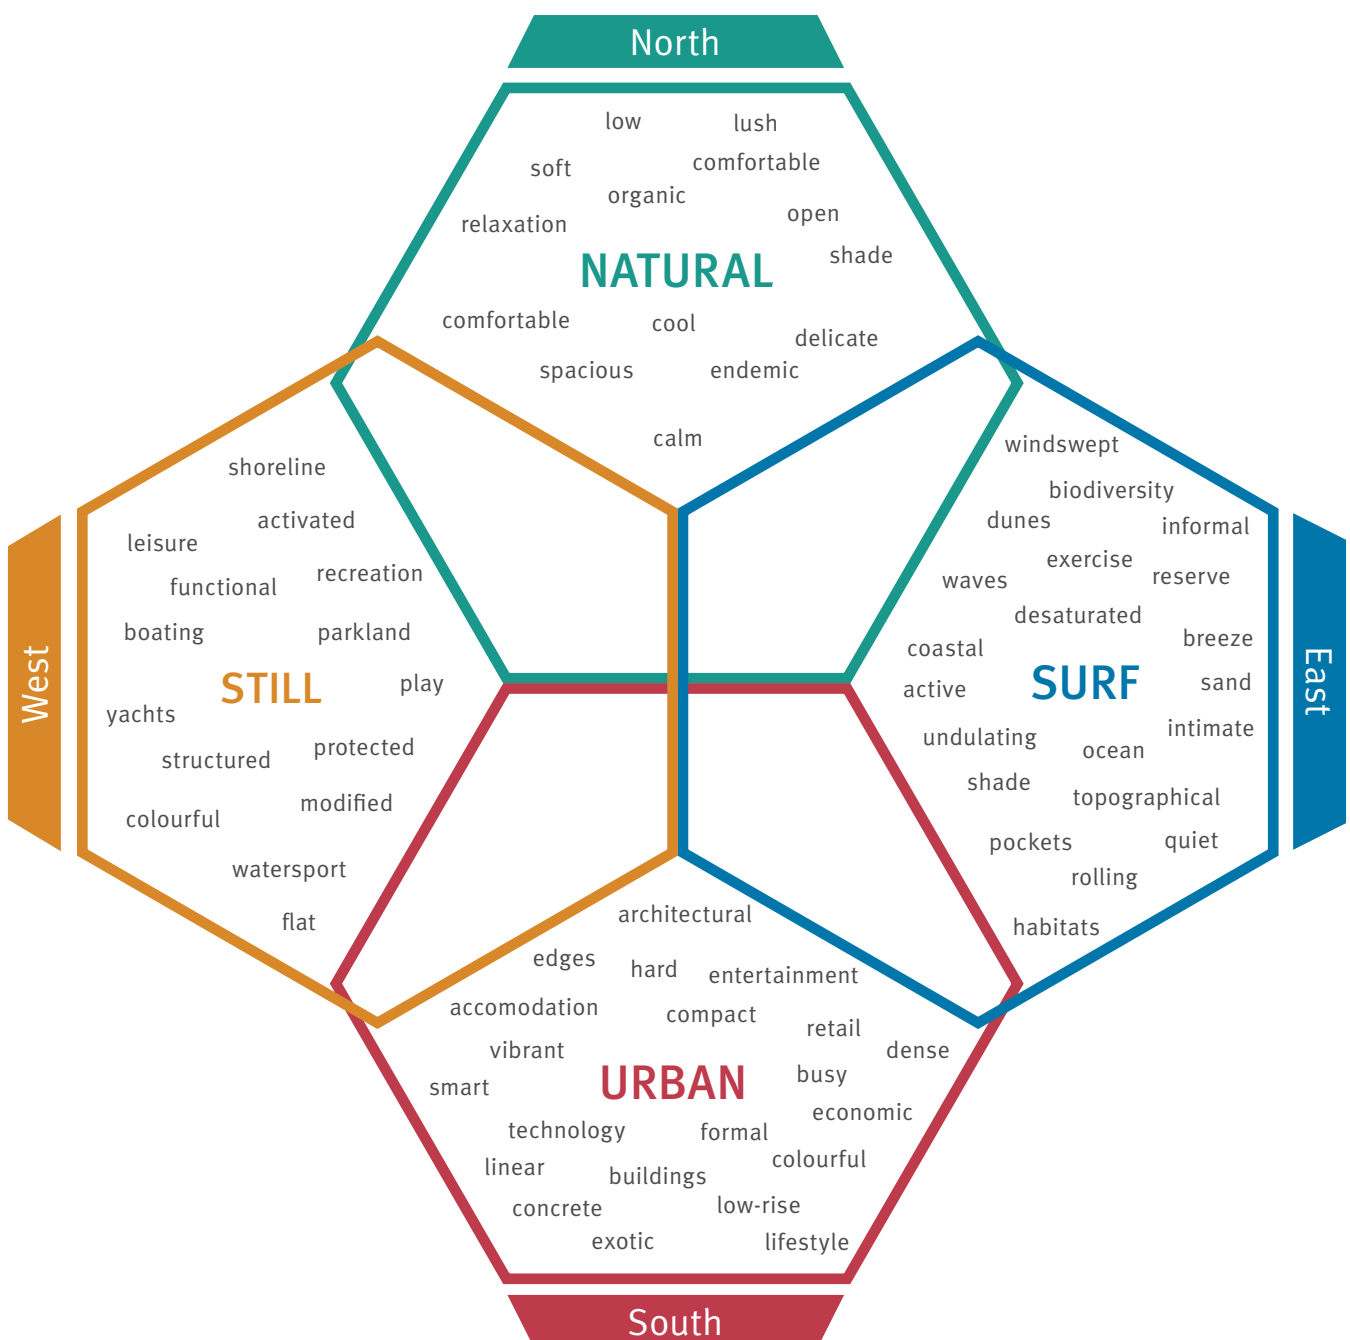 North
low
lush
soft
comfortable
organic
relaxation
open
shade
NATURAL
comfortable
cool
delicate
spacious
endemic
calm
West
shoreline
activated
leisure
functional
recreation
boating
parkland
STILL
play
yachts
structured
protected
modified
colourful
watersport
flat
windswept
biodiversity
dunes
informal
exercise
waves
reserve
desaturated
coastal
breeze
active
SURF
sand
undulating
ocean
intimate
shade
topographical
pockets
quiet
rolling
habitats
East
architectural
edges
hard
entertainment
accomodation
compact
retail
vibrant
dense
smart
URBAN
busy
economic
technology
formal
linear
buildings
colourful
concrete
low-rise
exotic
lifestyle
South